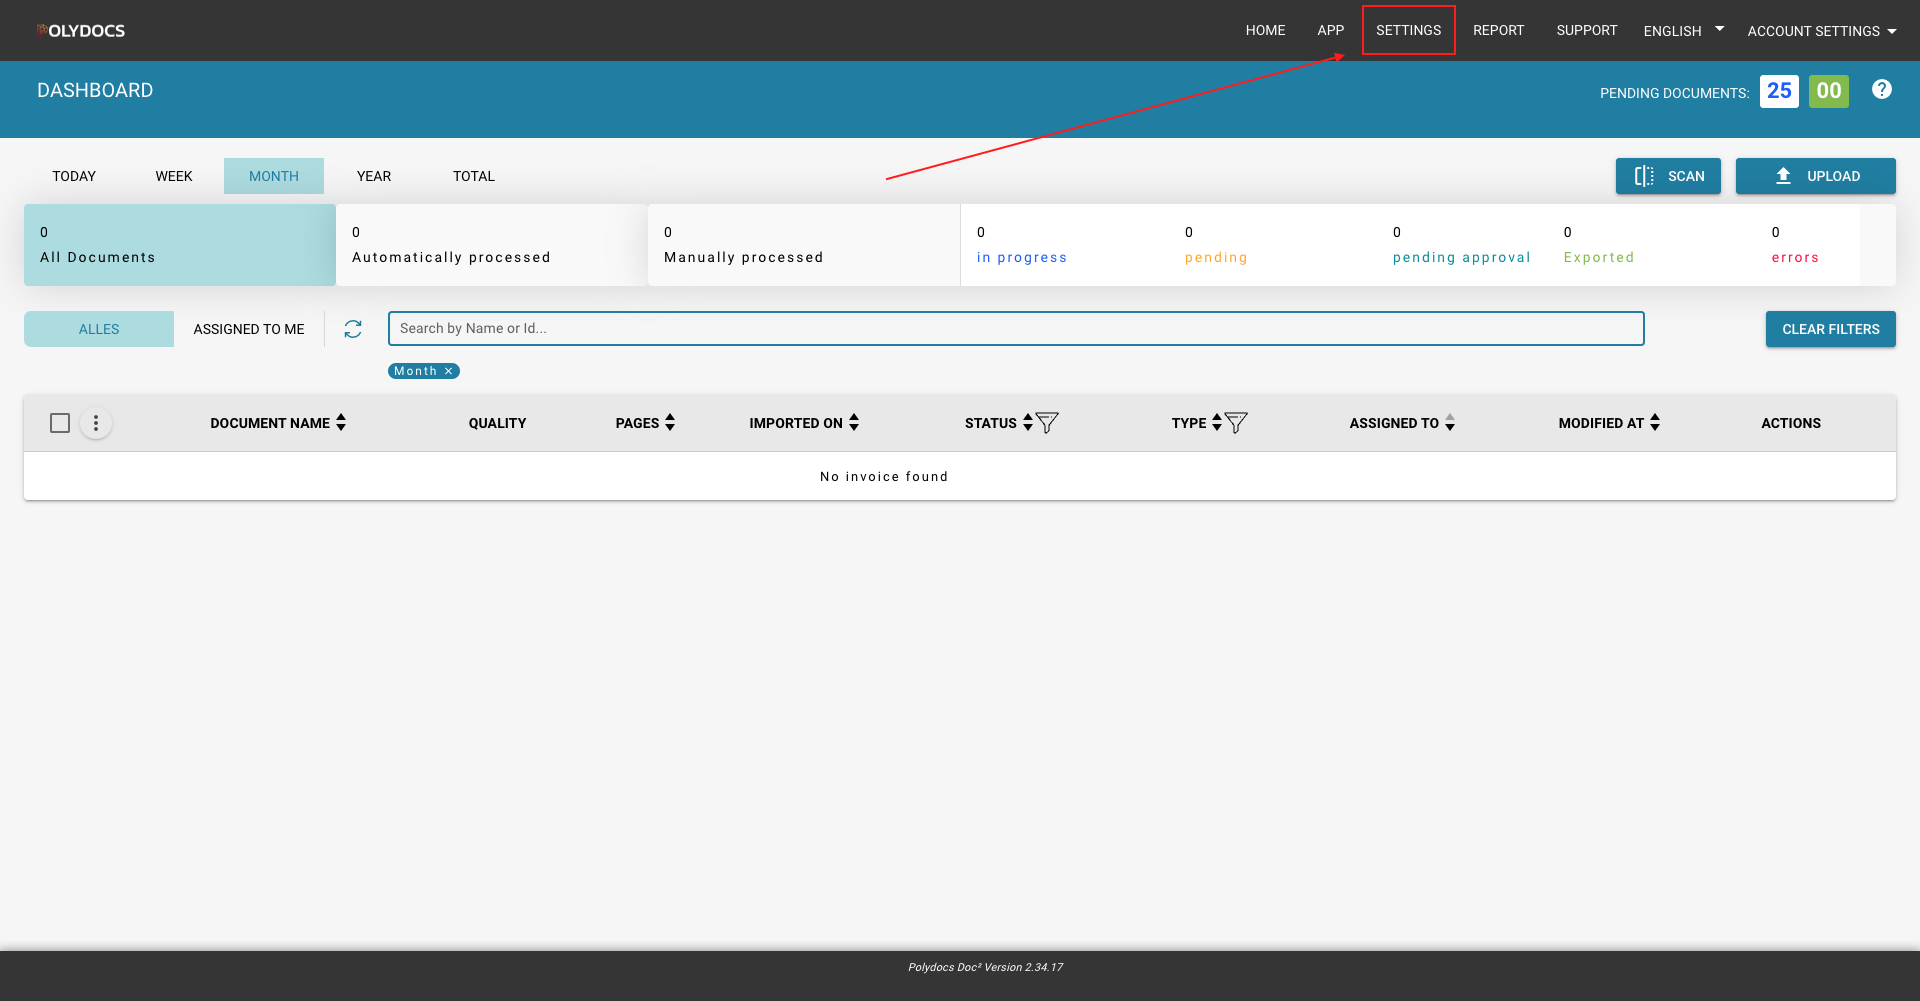 POLYDOCS
HOME APP SETTINGS REPORT SUPPORT ENGLISH ACCOUNT SETTINGS
DASHBOARD
PENDING DOCUMENTS: 25 00 ?
TODAY WEEK MONTH YEAR TOTAL
SCAN UPLOAD
0 0 0 0 0 0 0 0
All Documents Automatically processed Manually processed in progress pending pending approval Exported errors
ALLES ASSIGNED TO ME Search by Name or Id... CLEAR FILTERS
Month ×
DOCUMENT NAME QUALITY PAGES IMPORTED ON STATUS TYPE ASSIGNED TO MODIFIED AT ACTIONS
No invoice found
Polydocs Doc² Version 2.34.17